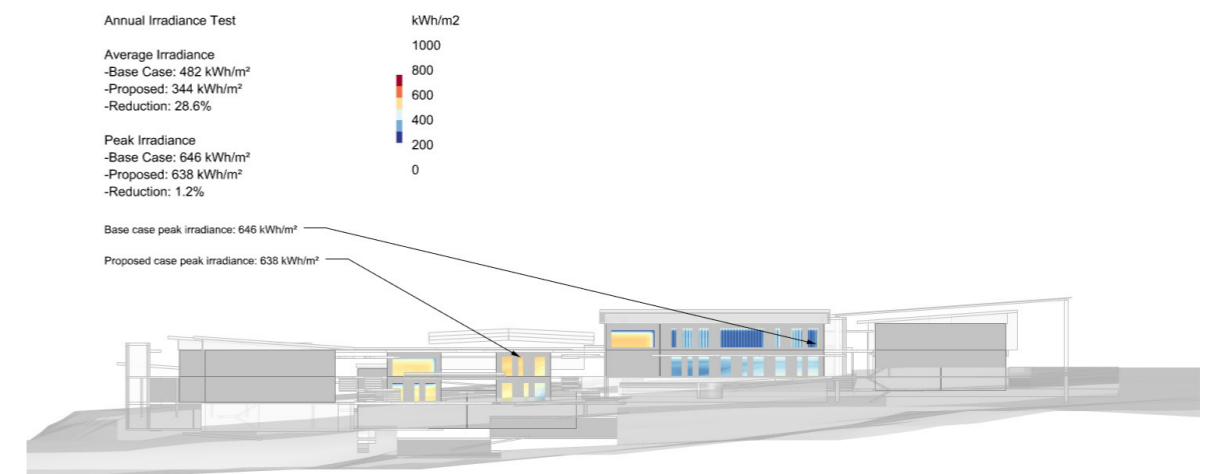 Annual Irradiance Test
Average Irradiance
-Base Case: 482 kWh/m²
-Proposed: 344 kWh/m²
-Reduction: 28.6%
Peak Irradiance
-Base Case: 646 kWh/m²
-Proposed: 638 kWh/m²
-Reduction: 1.2%
Base case peak irradiance: 646 kWh/m²
Proposed case peak irradiance: 638 kWh/m²
kWh/m2
1000
800
600
400
200
0